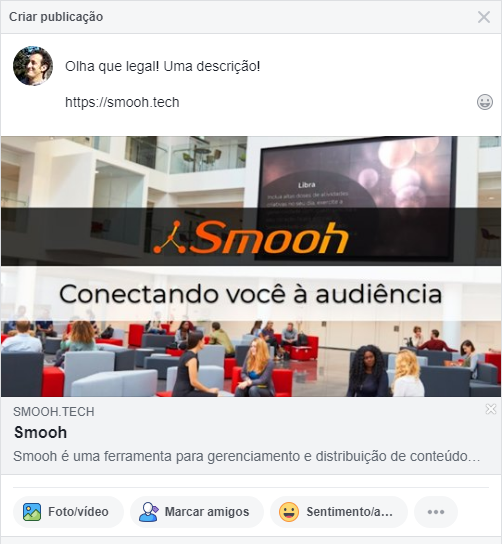 Criar publicação
Olha que legal! Uma descrição!
https://smooh.tech
Libra
Smooh
Conectando você à audiência
SMOOH.TECH
Smooh
Smooh é uma ferramenta para gerenciamento e distribuição de conteúdo…
Foto/vídeo
Marcar amigos
Sentimento/a…